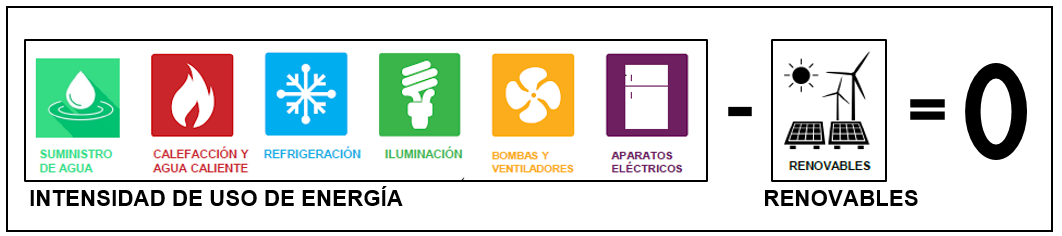 SUMINISTRO
DE AGUA
CALEFACCIÓN Y
AGUA CALIENTE
REFRIGERACIÓN
ILUMINACIÓN
BOMBAS Y
VENTILADORES
APARATOS
ELÉCTRICOS
-
RENOVABLES
= 0
INTENSIDAD DE USO DE ENERGÍA
RENOVABLES